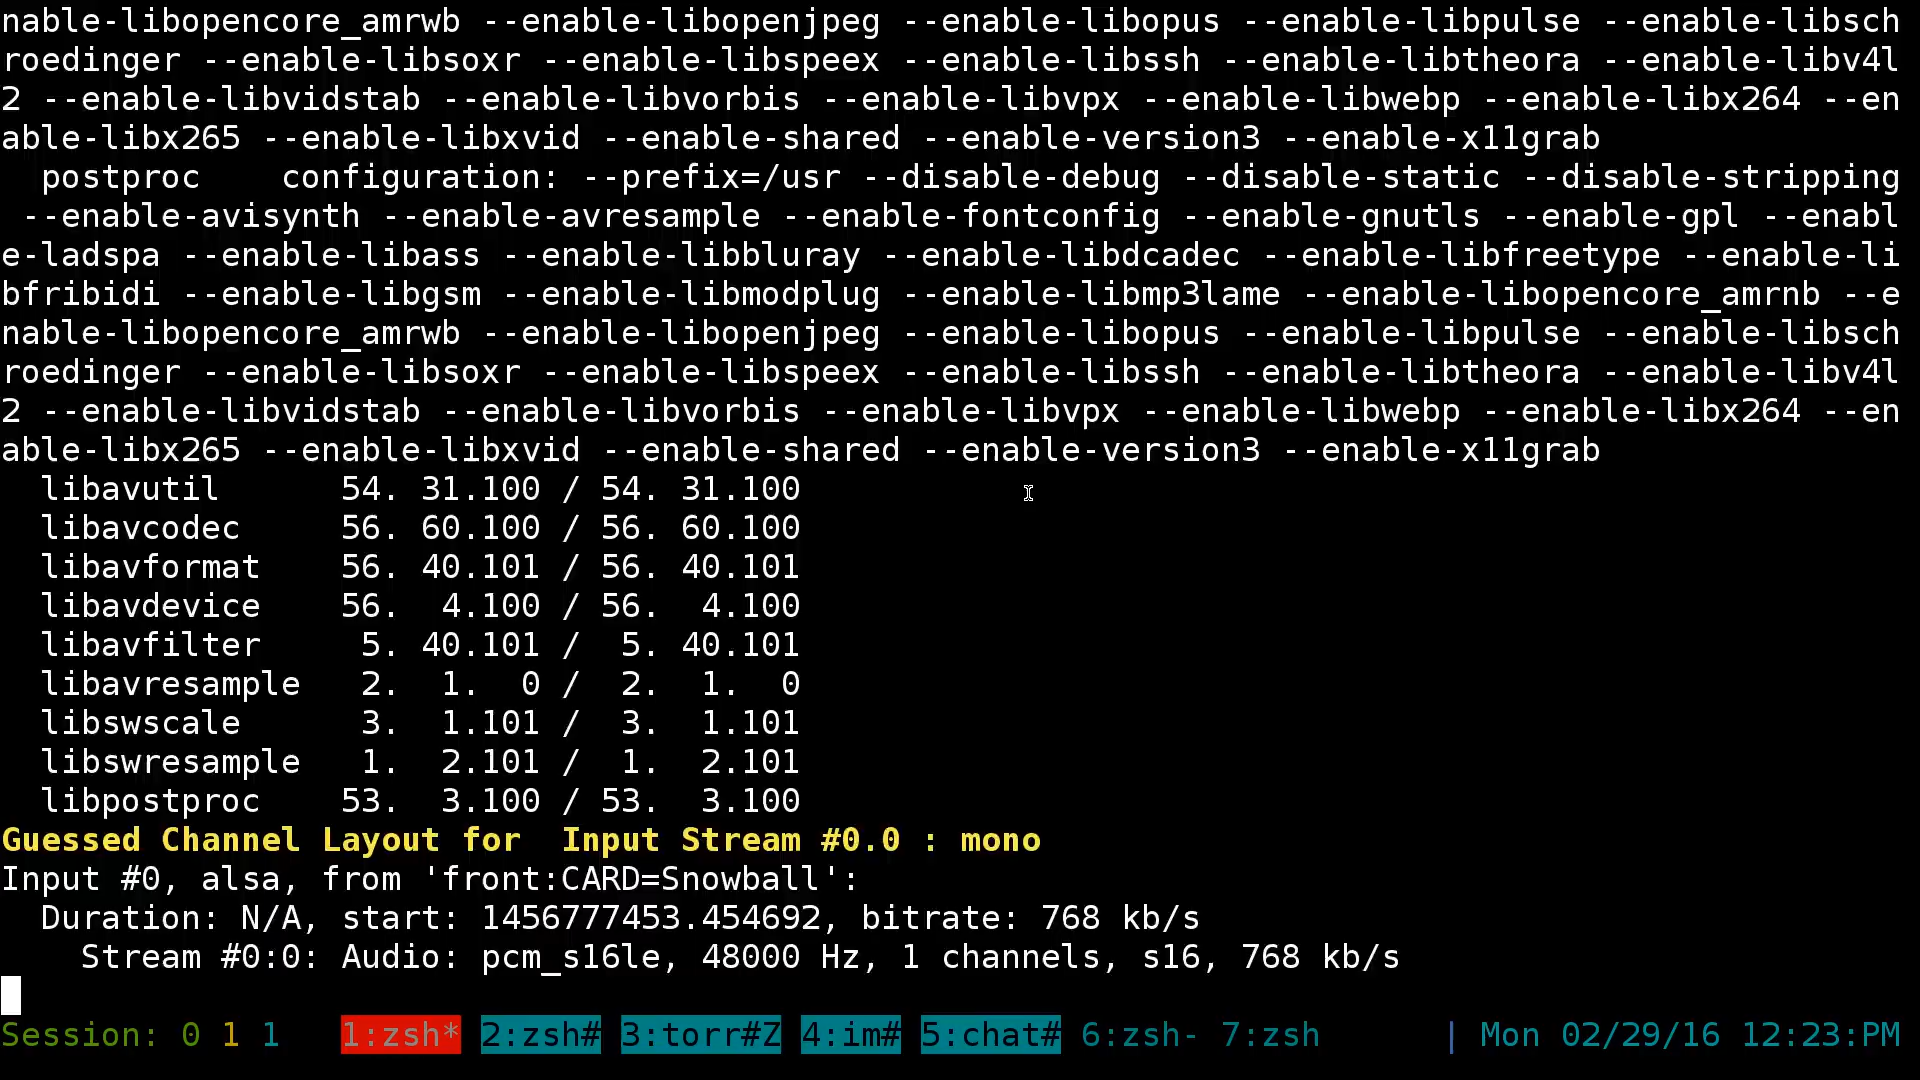 nable-libopencore_amrwb --enable-libopenjpeg --enable-libopus --enable-libpulse --enable-libsch
roedinger --enable-libsoxr --enable-libspeex --enable-libssh --enable-libtheora --enable-libv4l
2 --enable-libvidstab --enable-libvorbis --enable-libvpx --enable-libwebp --enable-libx264 --en
able-libx265 --enable-libxvid --enable-shared --enable-version3 --enable-x11grab
  postproc    configuration: --prefix=/usr --disable-debug --disable-static --disable-stripping
 --enable-avisynth --enable-avresample --enable-fontconfig --enable-gnutls --enable-gpl --enabl
e-ladspa --enable-libass --enable-libbluray --enable-libdcadec --enable-libfreetype --enable-li
bfribidi --enable-libgsm --enable-libmodplug --enable-libmp3lame --enable-libopencore_amrnb --e
nable-libopencore_amrwb --enable-libopenjpeg --enable-libopus --enable-libpulse --enable-libsch
roedinger --enable-libsoxr --enable-libspeex --enable-libssh --enable-libtheora --enable-libv4l
2 --enable-libvidstab --enable-libvorbis --enable-libvpx --enable-libwebp --enable-libx264 --en
able-libx265 --enable-libxvid --enable-shared --enable-version3 --enable-x11grab
  libavutil      54. 31.100 / 54. 31.100
  libavcodec     56. 60.100 / 56. 60.100
  libavformat    56. 40.101 / 56. 40.101
  libavdevice    56.  4.100 / 56.  4.100
  libavfilter     5. 40.101 /  5. 40.101
  libavresample   2.  1.  0 /  2.  1.  0
  libswscale      3.  1.101 /  3.  1.101
  libswresample   1.  2.101 /  1.  2.101
  libpostproc    53.  3.100 / 53.  3.100
Guessed Channel Layout for  Input Stream #0.0 : mono
Input #0, alsa, from 'front:CARD=Snowball':
  Duration: N/A, start: 1456777453.454692, bitrate: 768 kb/s
    Stream #0:0: Audio: pcm_s16le, 48000 Hz, 1 channels, s16, 768 kb/s
Session: 0 1 1   1:zsh* 2:zsh# 3:torr#Z 4:im# 5:chat# 6:zsh- 7:zsh      | Mon 02/29/16 12:23:PM